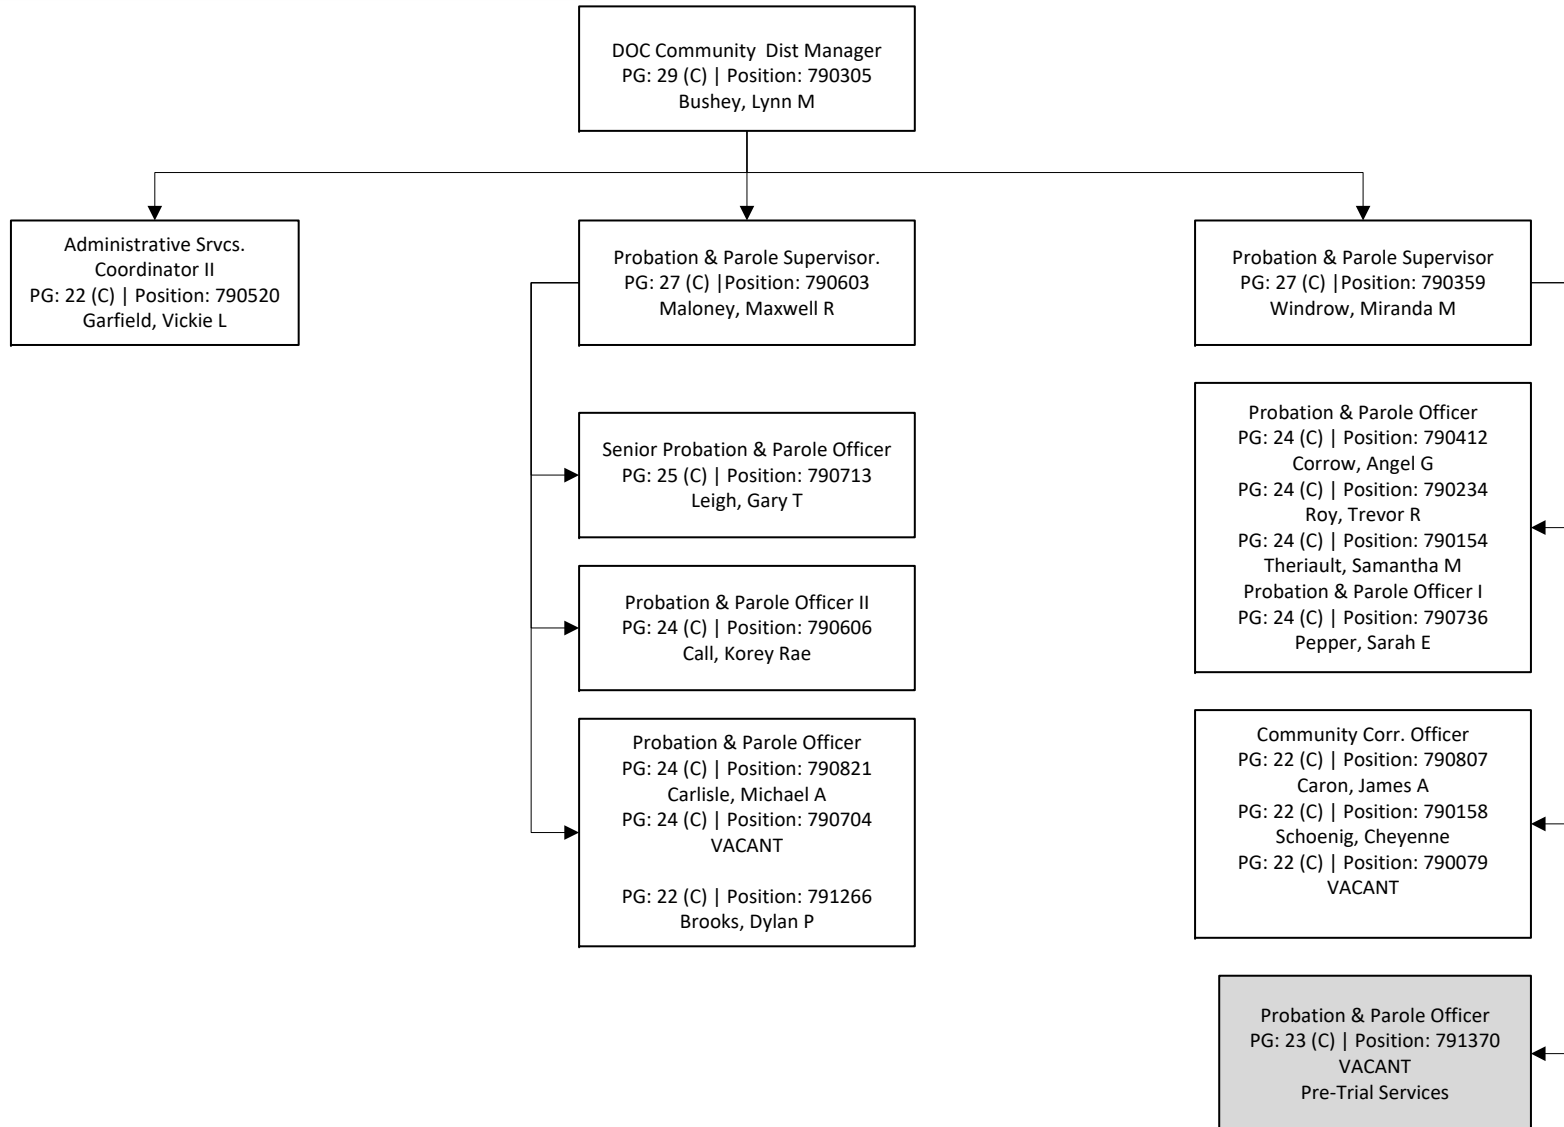 DOC Community  Dist Manager
PG: 29 (C) | Position: 790305
Bushey, Lynn M
Administrative Srvcs.
Coordinator II
PG: 22 (C) | Position: 790520
Garfield, Vickie L
Probation & Parole Supervisor.
PG: 27 (C) |Position: 790603
Maloney, Maxwell R
Senior Probation & Parole Officer
PG: 25 (C) | Position: 790713
Leigh, Gary T
Probation & Parole Officer II
PG: 24 (C) | Position: 790606
Call, Korey Rae
Probation & Parole Officer
PG: 24 (C) | Position: 790821
Carlisle, Michael A
PG: 24 (C) | Position: 790704
VACANT
PG: 22 (C) | Position: 791266
Brooks, Dylan P
Probation & Parole Supervisor
PG: 27 (C) |Position: 790359
Windrow, Miranda M
Probation & Parole Officer
PG: 24 (C) | Position: 790412
Corrow, Angel G
PG: 24 (C) | Position: 790234
Roy, Trevor R
PG: 24 (C) | Position: 790154
Theriault, Samantha M
Probation & Parole Officer I
PG: 24 (C) | Position: 790736
Pepper, Sarah E
Community Corr. Officer
PG: 22 (C) | Position: 790807
Caron, James A
PG: 22 (C) | Position: 790158
Schoenig, Cheyenne
PG: 22 (C) | Position: 790079
VACANT
Probation & Parole Officer
PG: 23 (C) | Position: 791370
VACANT
Pre-Trial Services